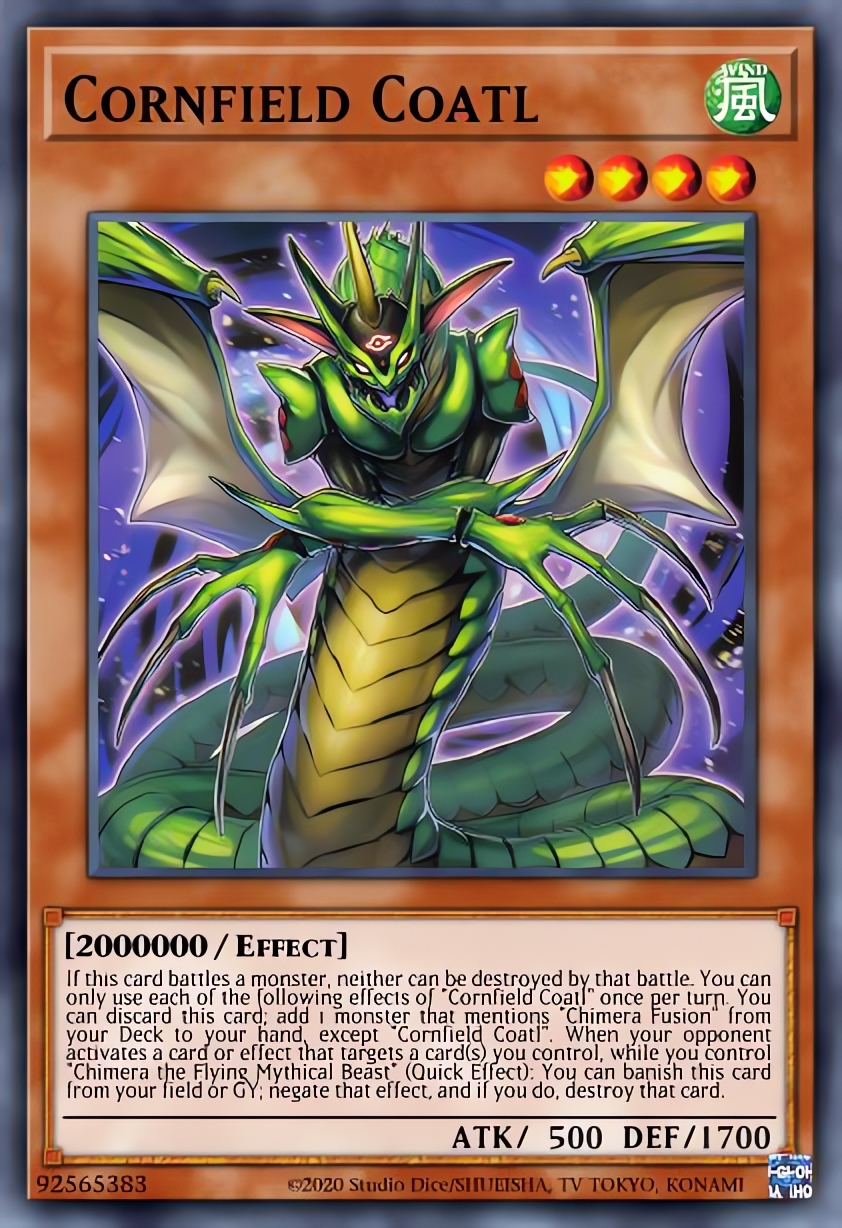 CORNFIELD COATL
WIND
風
[2000000 / EFFECT]
If this card battles a monster, neither can be destroyed by that battle. You can
only use each of the following effects of "Cornfield Coatl" once per turn. You
can discard this card; add 1 monster that mentions "Chimera Fusion" from
your Deck to your hand, except "Cornfield Coatl". When your opponent
activates a card or effect that targets a card(s) you control, while you control
"Chimera the Flying Mythical Beast" (Quick Effect): You can banish this card
from your field or GY; negate that effect, and if you do, destroy that card.
ATK/ 500 DEF/1700
92565383
©2020 Studio Dice/SHUEISHA, TV TOKYO, KONAMI